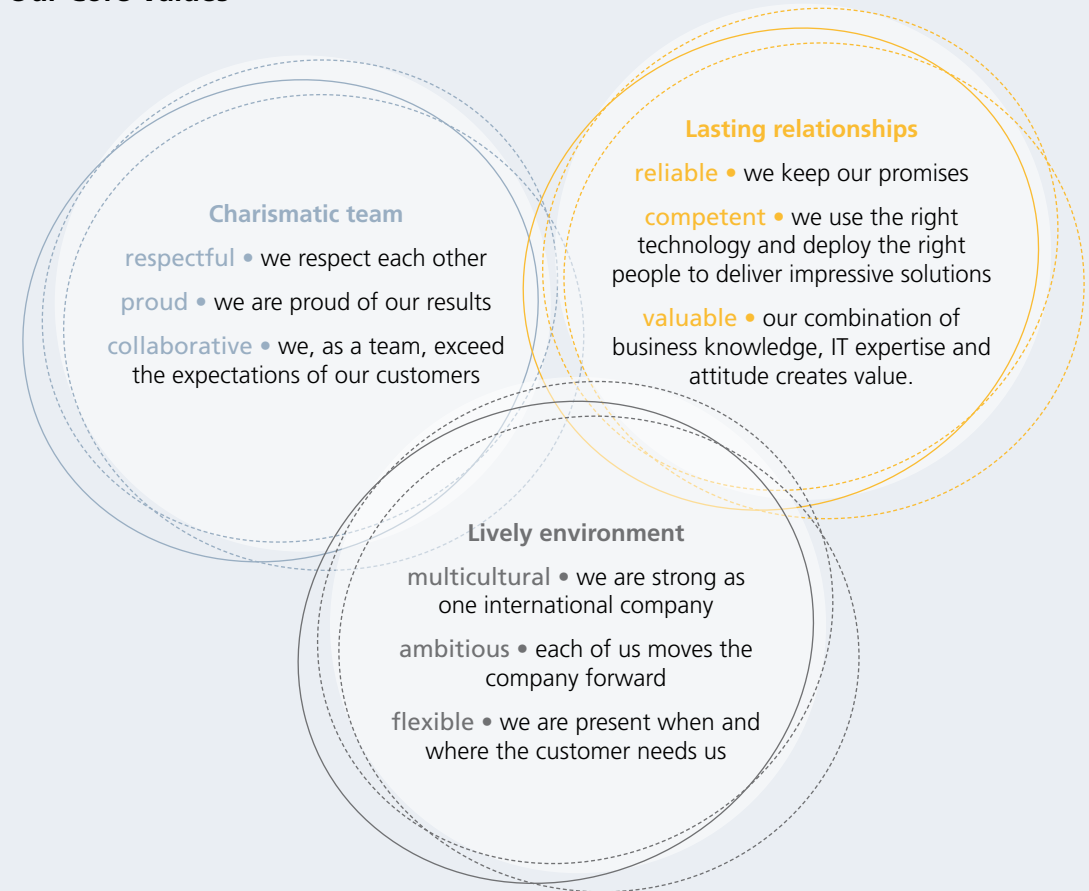 Our Core Values
Charismatic team
respectful • we respect each other
proud • we are proud of our results
collaborative • we, as a team, exceed
the expectations of our customers
Lasting relationships
reliable • we keep our promises
competent • we use the right
technology and deploy the right
people to deliver impressive solutions
valuable • our combination of
business knowledge, IT expertise and
attitude creates value.
Lively environment
multicultural • we are strong as
one international company
ambitious • each of us moves the
company forward
flexible • we are present when and
where the customer needs us